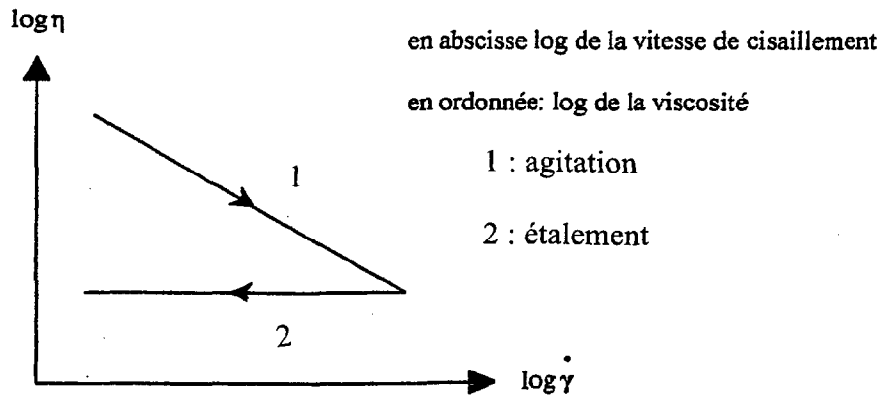 log η
en abscisse log de la vitesse de cisaillement
en ordonnée: log de la viscosité
1 : agitation
2 : étalement
1
2
log γ̇